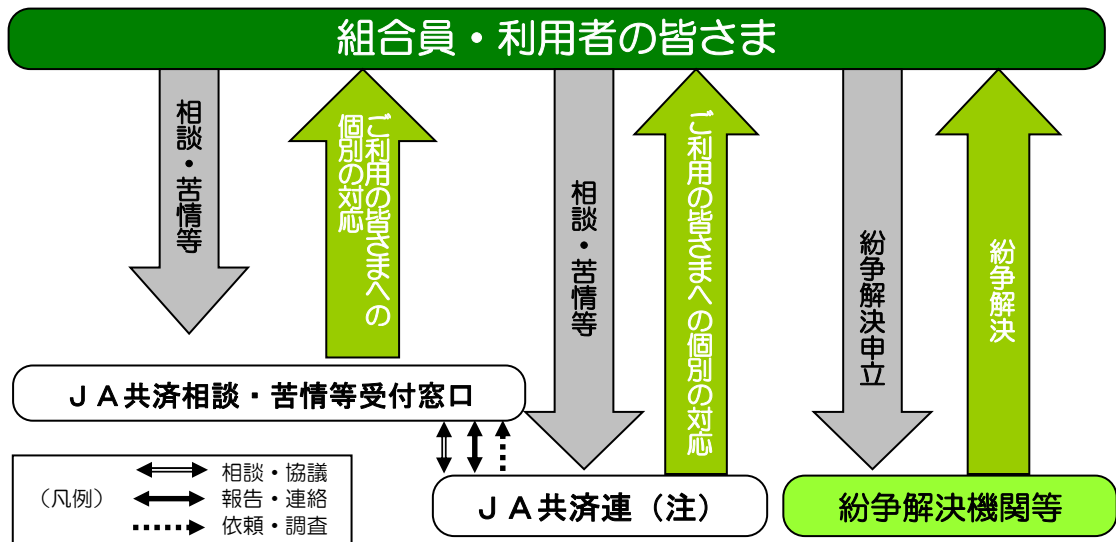 組合員・利用者の皆さま
相談・苦情等
ご利用の皆さまへの
個別の対応
相談・苦情等
ご利用の皆さまへの個別の対応
紛争解決申立
紛争解決
ＪＡ共済相談・苦情等受付窓口
（凡例）
相談・協議
報告・連絡
依頼・調査
ＪＡ共済連（注）
紛争解決機関等